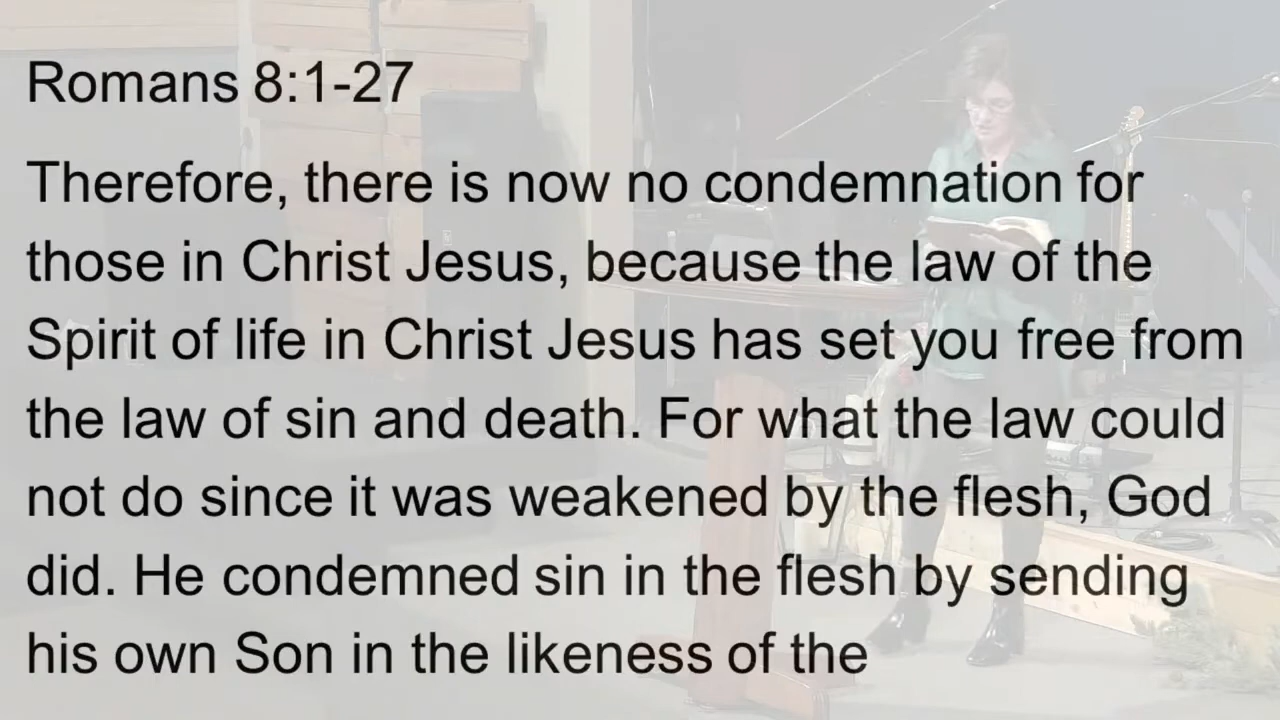 Romans 8:1-27
Therefore, there is now no condemnation for
those in Christ Jesus, because the law of the
Spirit of life in Christ Jesus has set you free from
the law of sin and death. For what the law could
not do since it was weakened by the flesh, God
did. He condemned sin in the flesh by sending
his own Son in the likeness of the